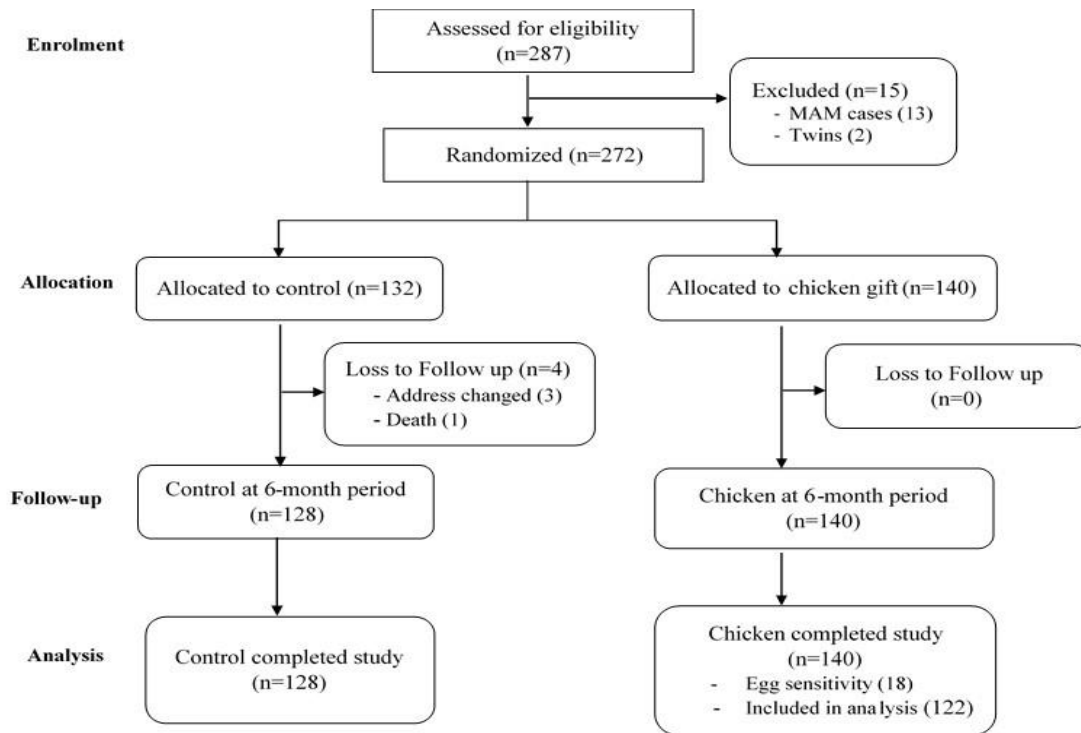 Enrolment
Assessed for eligibility
(n=287)
Excluded (n=15)
- MAM cases (13)
- Twins (2)
Randomized (n=272)
Allocation
Allocated to control (n=132)
Allocated to chicken gift (n=140)
Loss to Follow up (n=4)
- Address changed (3)
- Death (1)
Loss to Follow up
(n=0)
Follow-up
Control at 6-month period
(n=128)
Chicken at 6-month period
(n=140)
Analysis
Control completed study
(n=128)
Chicken completed study
(n=140)
- Egg sensitivity (18)
- Included in analysis (122)